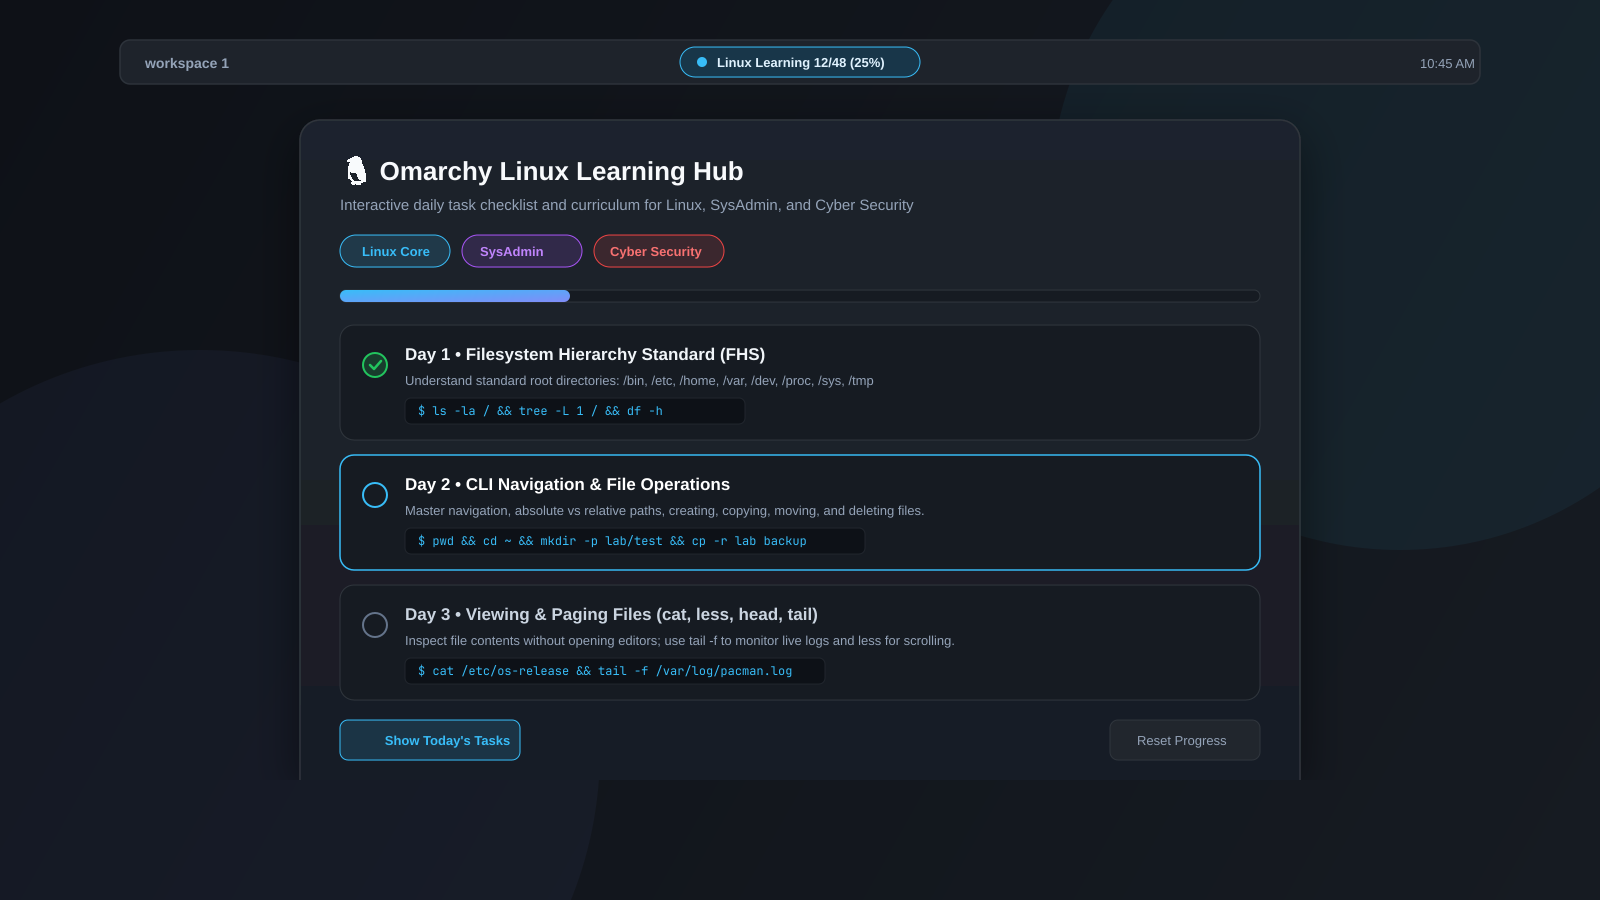 workspace 1
Linux Learning 12/48 (25%)
10:45 AM
Omarchy Linux Learning Hub
Interactive daily task checklist and curriculum for Linux, SysAdmin, and Cyber Security
Linux Core
SysAdmin
Cyber Security
Day 1 • Filesystem Hierarchy Standard (FHS)
Understand standard root directories: /bin, /etc, /home, /var, /dev, /proc, /sys, /tmp
$ ls -la / && tree -L 1 / && df -h
Day 2 • CLI Navigation & File Operations
Master navigation, absolute vs relative paths, creating, copying, moving, and deleting files.
$ pwd && cd ~ && mkdir -p lab/test && cp -r lab backup
Day 3 • Viewing & Paging Files (cat, less, head, tail)
Inspect file contents without opening editors; use tail -f to monitor live logs and less for scrolling.
$ cat /etc/os-release && tail -f /var/log/pacman.log
Show Today's Tasks
Reset Progress